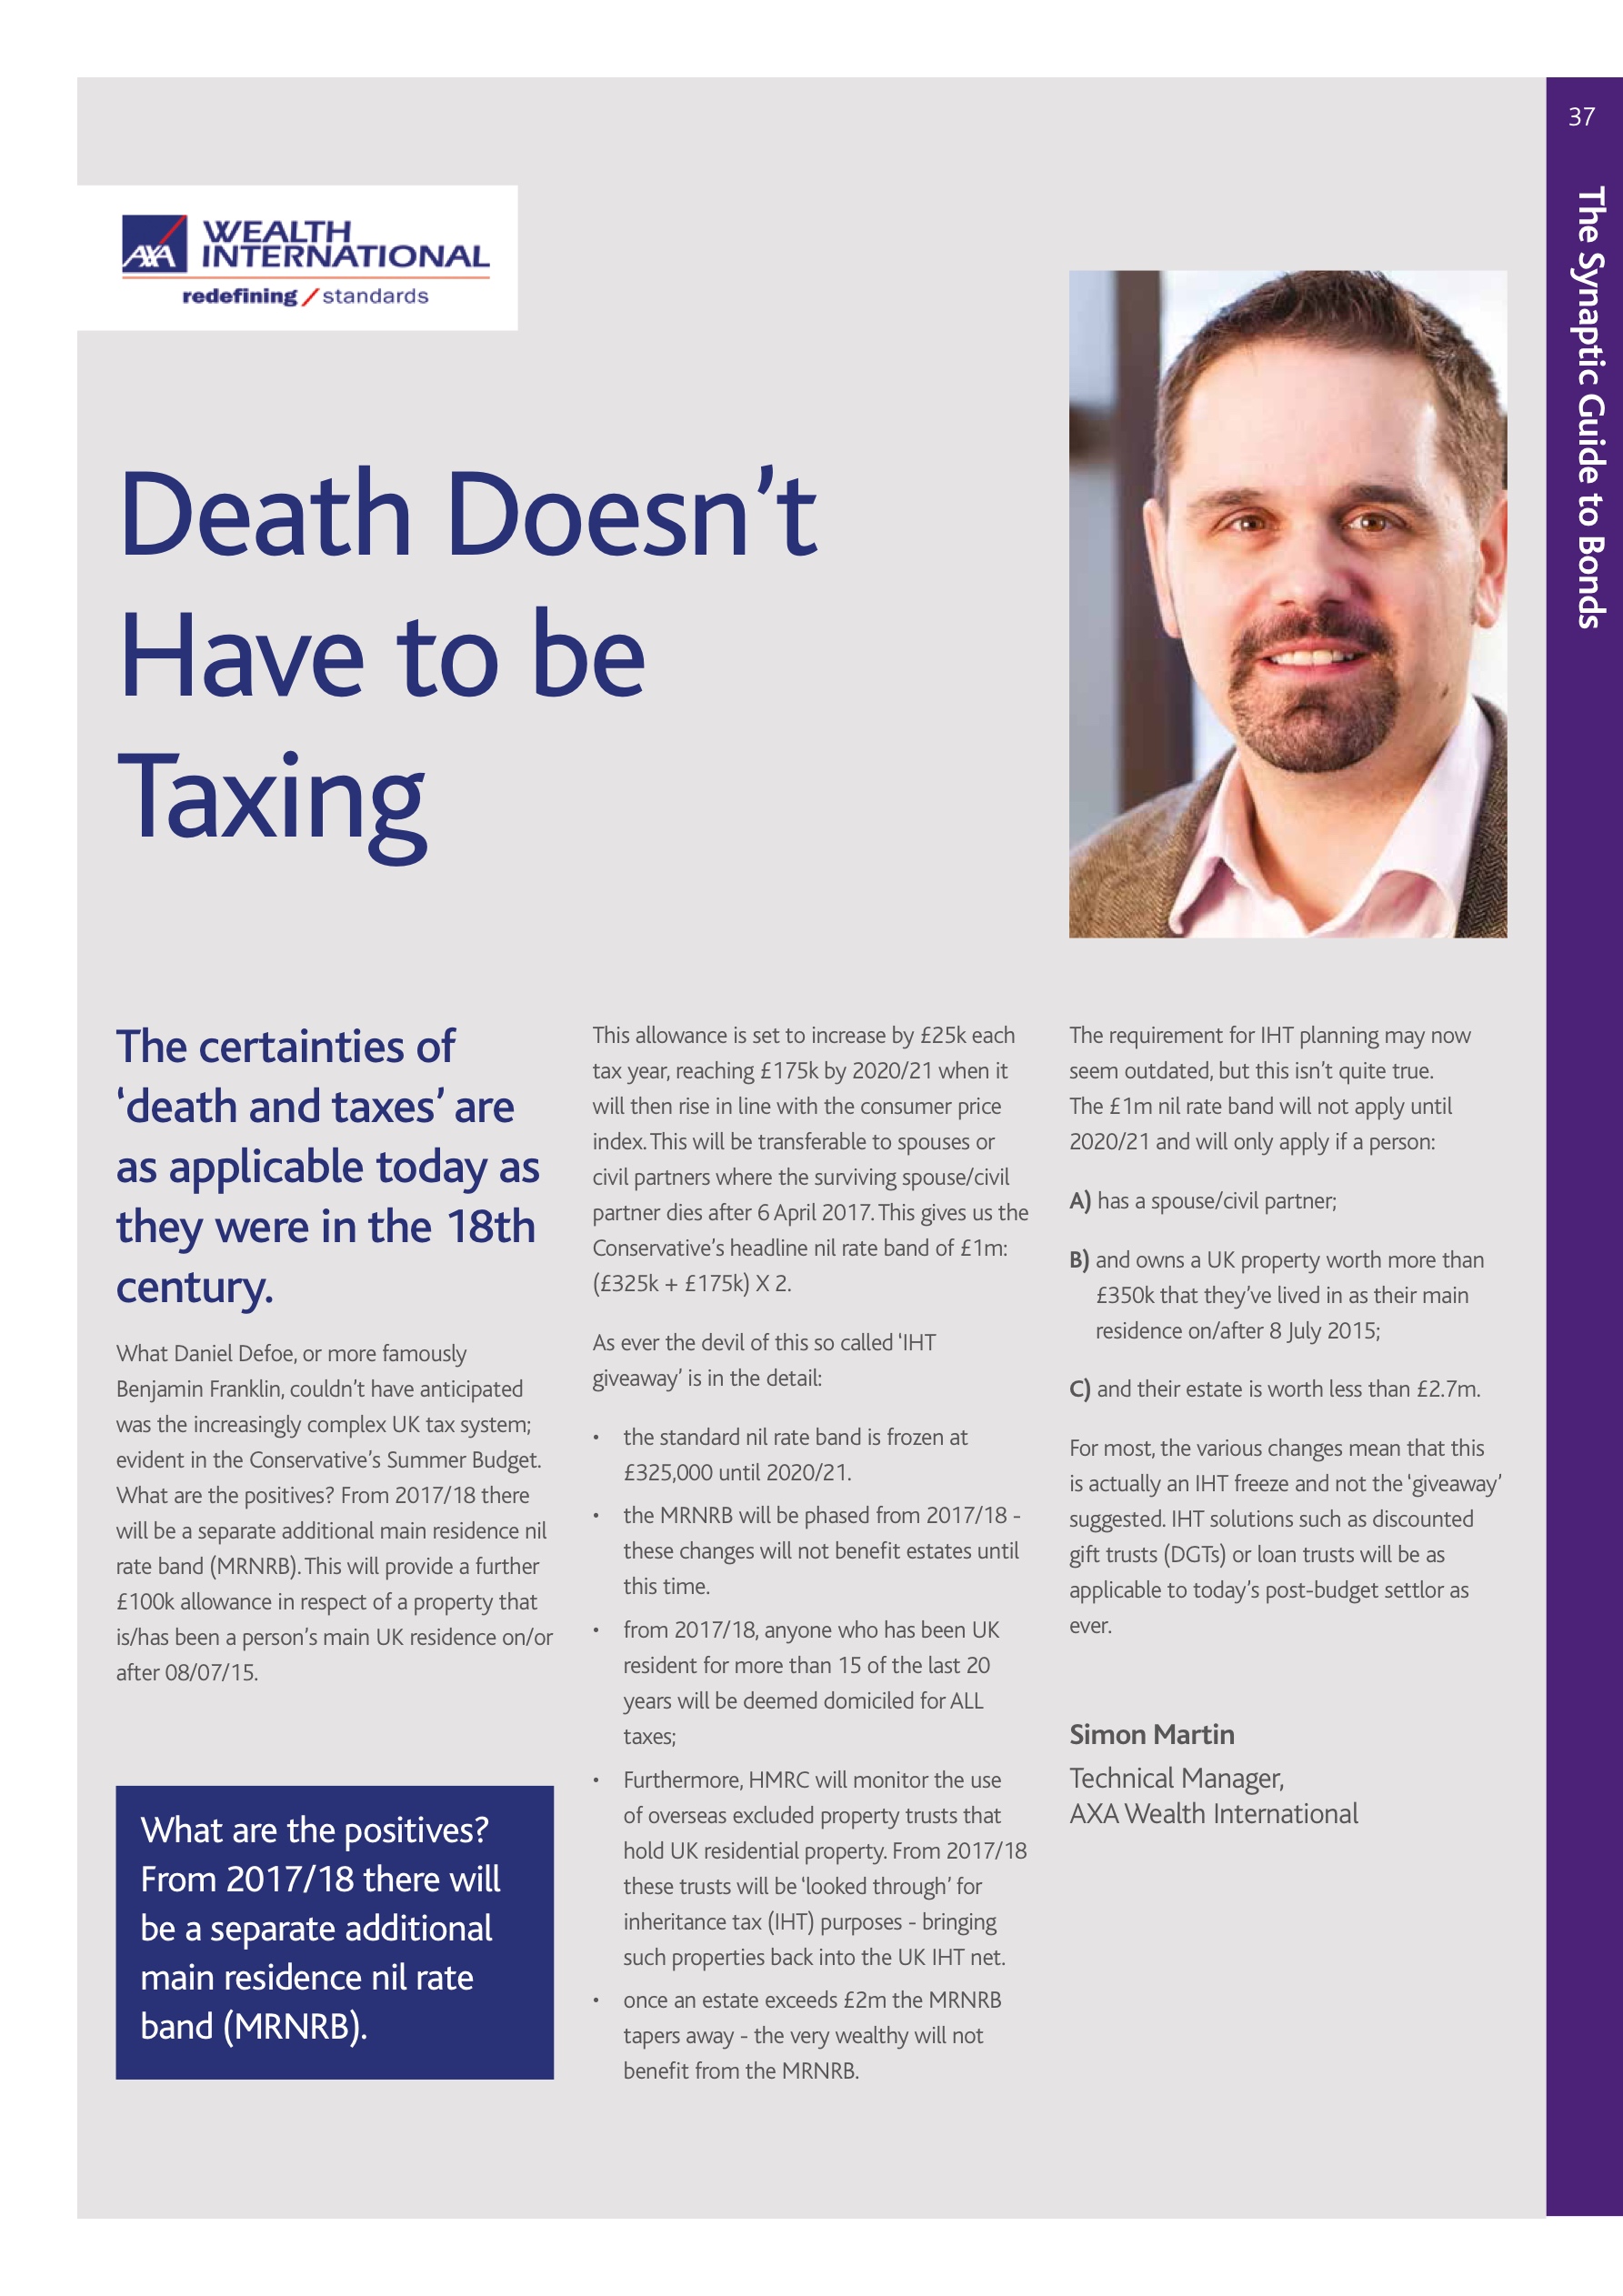 37
The Synaptic Guide to Bonds
AXA
WEALTH
INTERNATIONAL
redefining / standards
Death Doesn’t
Have to be
Taxing
The certainties of
‘death and taxes’ are
as applicable today as
they were in the 18th
century.
What Daniel Defoe, or more famously
Benjamin Franklin, couldn’t have anticipated
was the increasingly complex UK tax system;
evident in the Conservative’s Summer Budget.
What are the positives? From 2017/18 there
will be a separate additional main residence nil
rate band (MRNRB). This will provide a further
£100k allowance in respect of a property that
is/has been a person’s main UK residence on/or
after 08/07/15.
What are the positives?
From 2017/18 there will
be a separate additional
main residence nil rate
band (MRNRB).
This allowance is set to increase by £25k each
tax year, reaching £175k by 2020/21 when it
will then rise in line with the consumer price
index. This will be transferable to spouses or
civil partners where the surviving spouse/civil
partner dies after 6 April 2017. This gives us the
Conservative’s headline nil rate band of £1m:
(£325k + £175k) X 2.
As ever the devil of this so called ‘IHT
giveaway’ is in the detail:
• the standard nil rate band is frozen at
£325,000 until 2020/21.
• the MRNRB will be phased from 2017/18 -
these changes will not benefit estates until
this time.
• from 2017/18, anyone who has been UK
resident for more than 15 of the last 20
years will be deemed domiciled for ALL
taxes;
• Furthermore, HMRC will monitor the use
of overseas excluded property trusts that
hold UK residential property. From 2017/18
these trusts will be ‘looked through’ for
inheritance tax (IHT) purposes - bringing
such properties back into the UK IHT net.
• once an estate exceeds £2m the MRNRB
tapers away - the very wealthy will not
benefit from the MRNRB.
The requirement for IHT planning may now
seem outdated, but this isn’t quite true.
The £1m nil rate band will not apply until
2020/21 and will only apply if a person:
A) has a spouse/civil partner;
B) and owns a UK property worth more than
£350k that they’ve lived in as their main
residence on/after 8 July 2015;
C) and their estate is worth less than £2.7m.
For most, the various changes mean that this
is actually an IHT freeze and not the ‘giveaway’
suggested. IHT solutions such as discounted
gift trusts (DGTs) or loan trusts will be as
applicable to today’s post-budget settlor as
ever.
Simon Martin
Technical Manager,
AXA Wealth International